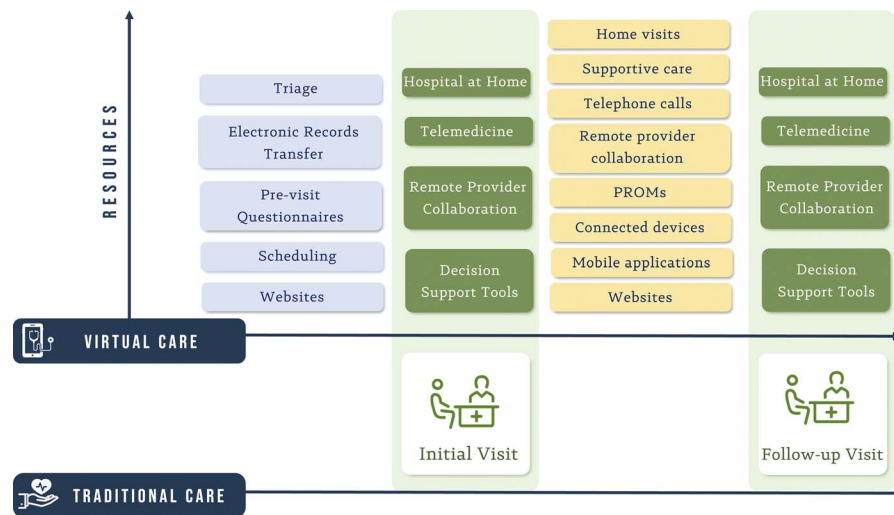 RESOURCES
Triage
Electronic Records
Transfer
Pre-visit
Questionnaires
Scheduling
Websites
Hospital at Home
Telemedicine
Remote Provider
Collaboration
Decision
Support Tools
Home visits
Supportive care
Telephone calls
Remote provider
collaboration
PROMs
Connected devices
Mobile applications
Websites
Hospital at Home
Telemedicine
Remote Provider
Collaboration
Decision
Support Tools
VIRTUAL CARE
Initial Visit
Follow-up Visit
TRADITIONAL CARE